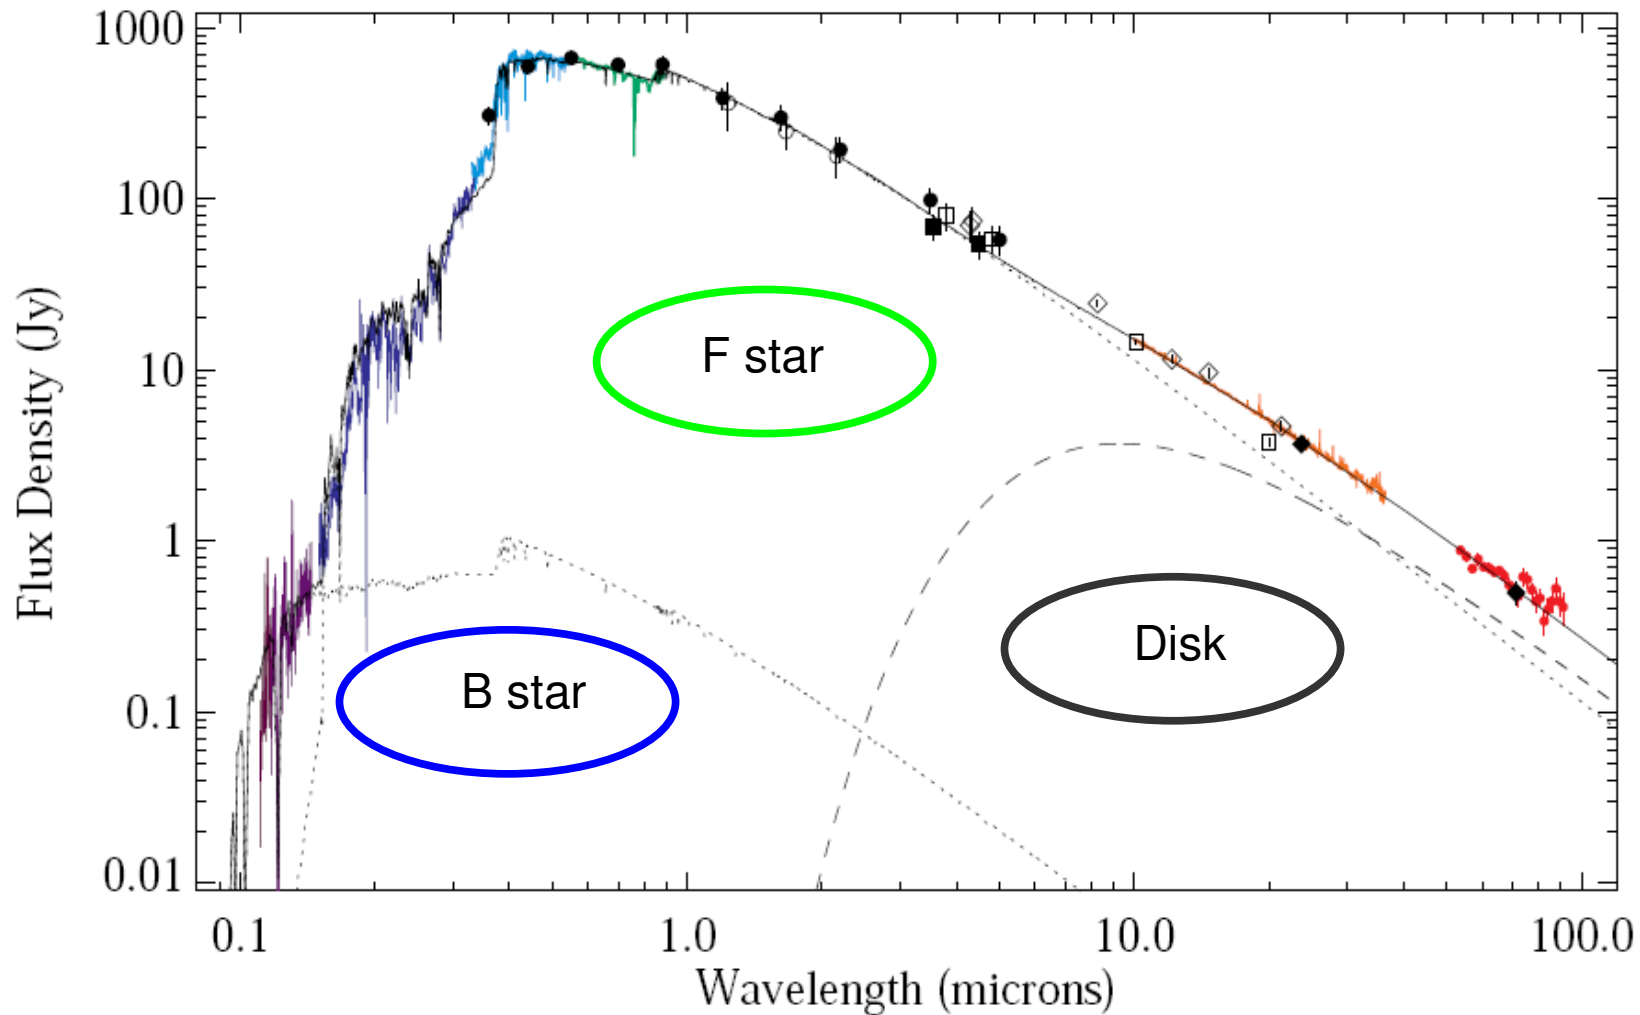 1000
100
10
1
0.1
0.01
Flux Density (Jy)
F star
B star
Disk
0.1 1.0 10.0 100.0
Wavelength (microns)